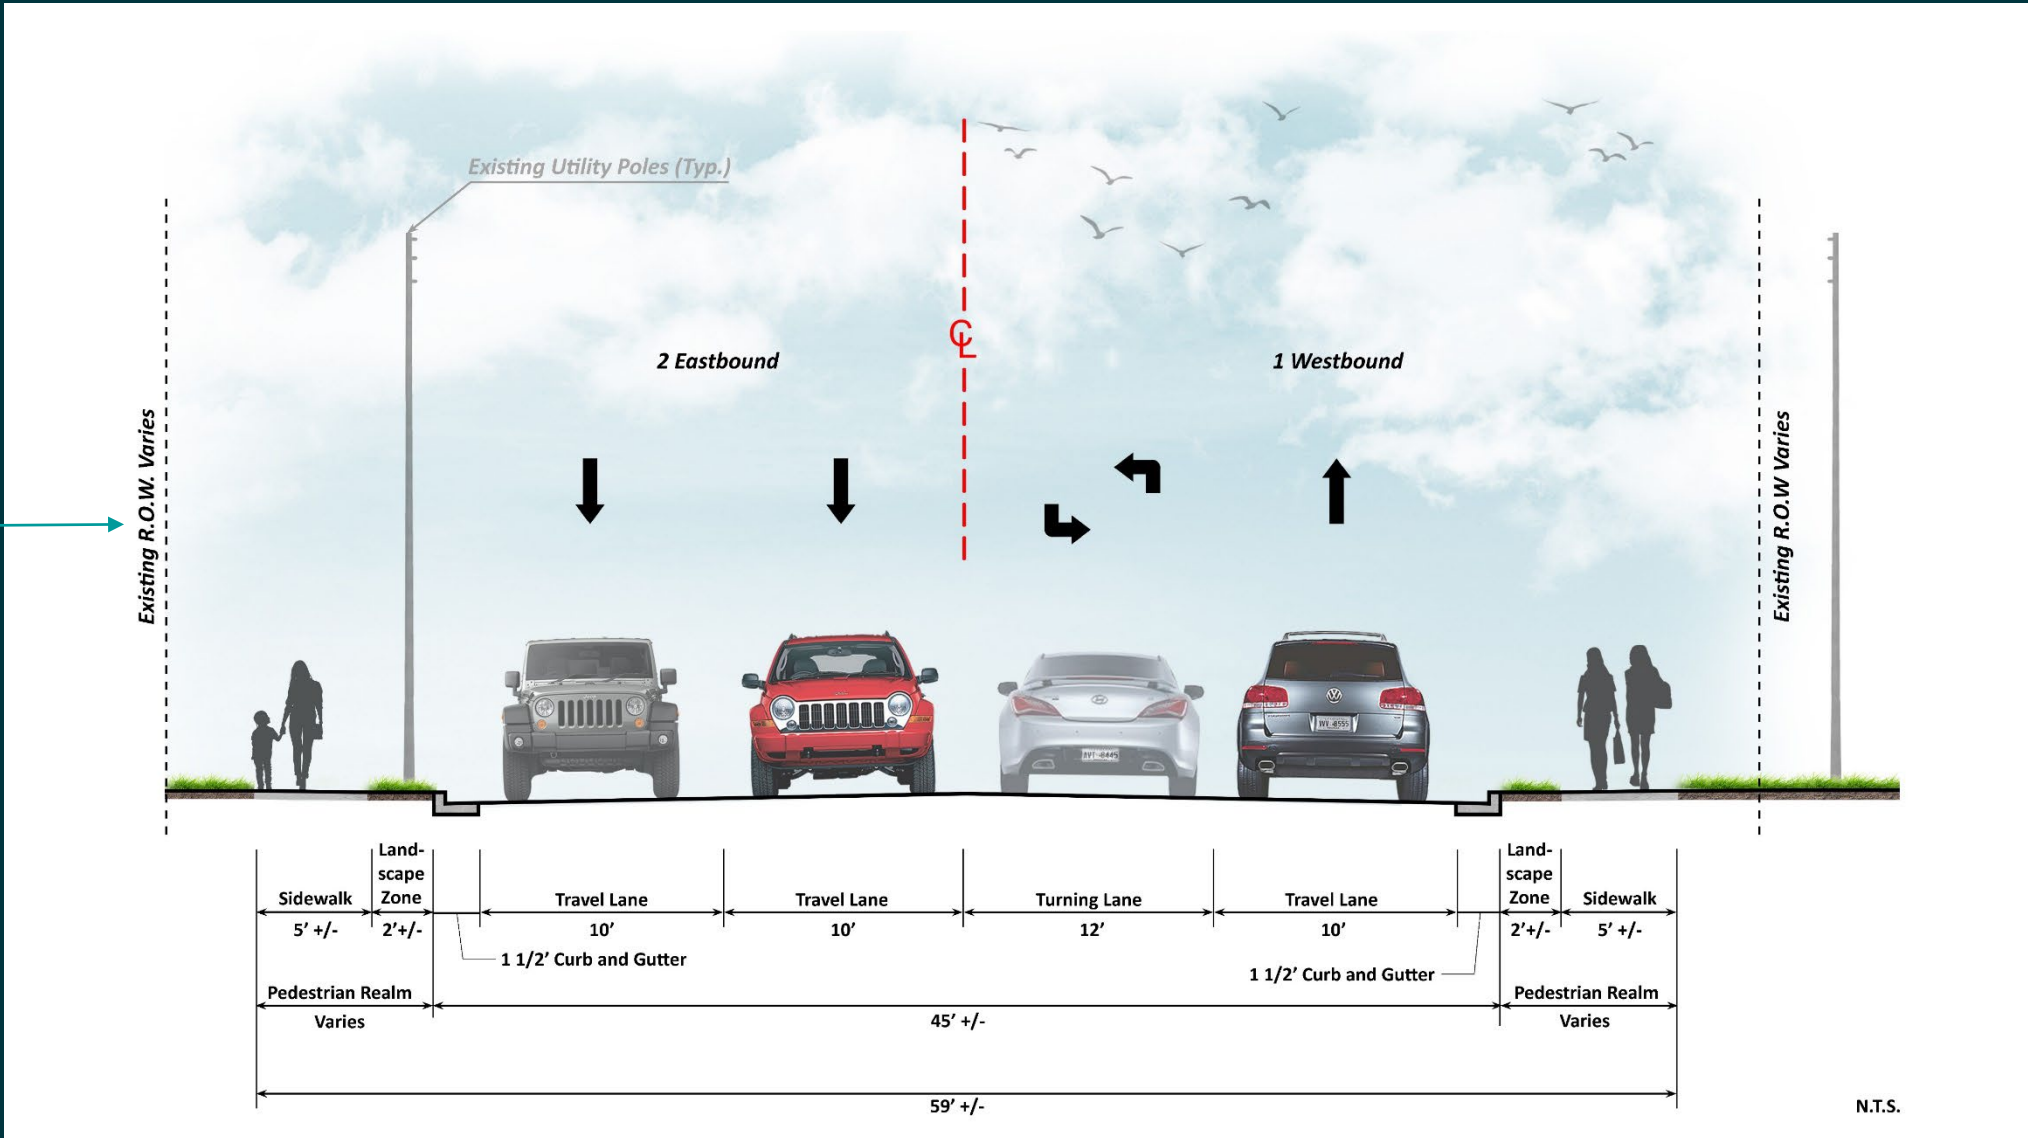 Existing Utility Poles (Typ.)
℄
2 Eastbound
1 Westbound
Existing R.O.W. Varies
Existing R.O.W Varies
Land-
scape
Zone
Land-
scape
Zone
Sidewalk
Travel Lane
Travel Lane
Turning Lane
Travel Lane
Sidewalk
5' +/-
2'+/-
10'
10'
12'
10'
2'+/-
5' +/-
1 1/2' Curb and Gutter
1 1/2' Curb and Gutter
Pedestrian Realm
Varies
45' +/-
Pedestrian Realm
Varies
59' +/-
N.T.S.